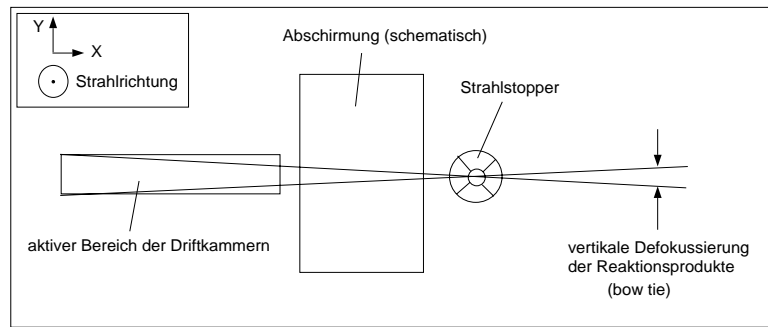 Y
X
Strahlrichtung
Abschirmung (schematisch)
Strahlstopper
aktiver Bereich der Driftkammern
vertikale Defokussierung
der Reaktionsprodukte
(bow tie)